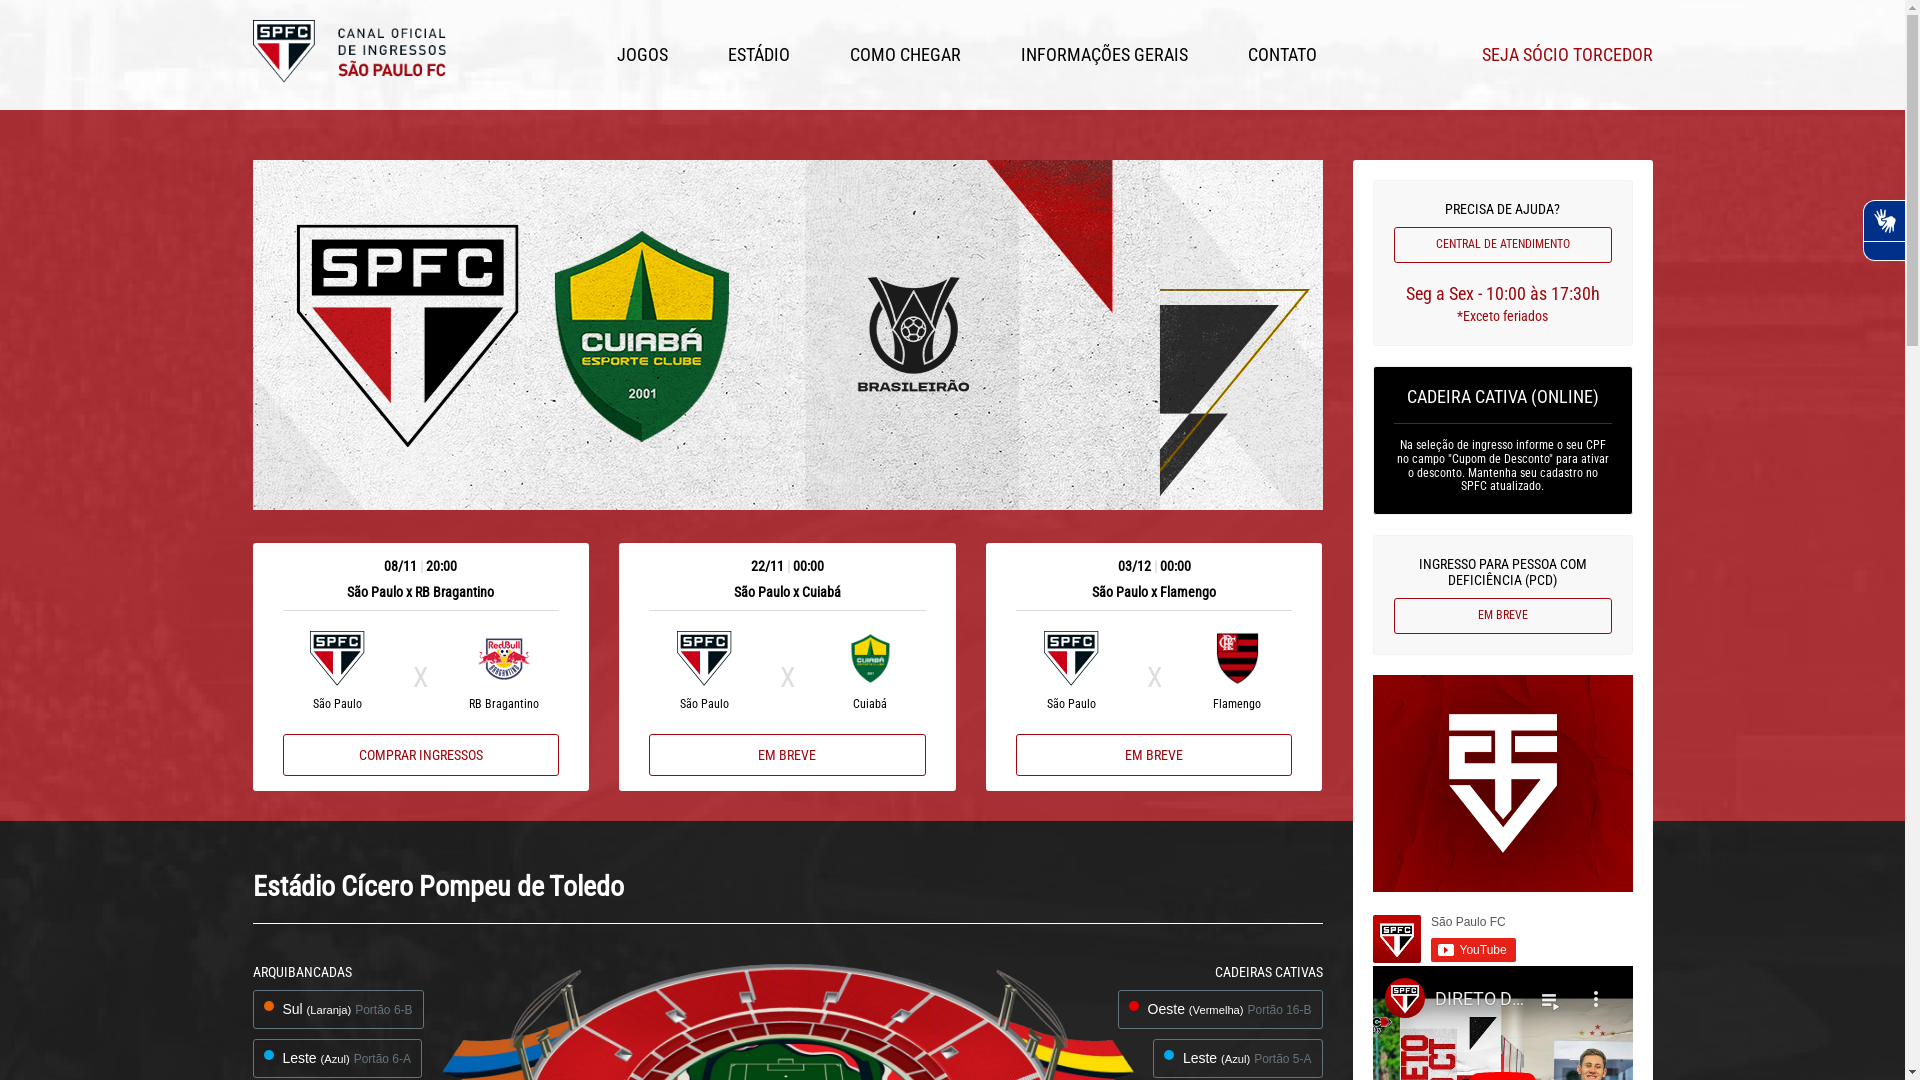 SPFC
CANAL OFICIAL
DE INGRESSOS
SÃO PAULO FC
JOGOS
ESTÁDIO
COMO CHEGAR
INFORMAÇÕES GERAIS
CONTATO
SEJA SÓCIO TORCEDOR
SPFC
CUIABÁ
ESPORTE CLUBE
2001
BRASILEIRÃO
PRECISA DE AJUDA?
CENTRAL DE ATENDIMENTO
Seg a Sex - 10:00 às 17:30h
*Exceto feriados
CADEIRA CATIVA (ONLINE)
Na seleção de ingresso informe o seu CPF
no campo "Cupom de Desconto" para ativar
o desconto. Mantenha seu cadastro no
SPFC atualizado.
INGRESSO PARA PESSOA COM
DEFICIÊNCIA (PCD)
EM BREVE
08/11 | 20:00
São Paulo x RB Bragantino
SPFC
X
RedBull
BRAGANTINO
São Paulo
RB Bragantino
COMPRAR INGRESSOS
22/11 | 00:00
São Paulo x Cuiabá
SPFC
X
CUIABÁ
São Paulo
Cuiabá
EM BREVE
03/12 | 00:00
São Paulo x Flamengo
SPFC
X
São Paulo
Flamengo
EM BREVE
São Paulo FC
YouTube
SPFC
DIRETO D...
Estádio Cícero Pompeu de Toledo
ARQUIBANCADAS
Sul (Laranja) Portão 6-B
Leste (Azul) Portão 6-A
CADEIRAS CATIVAS
Oeste (Vermelha) Portão 16-B
Leste (Azul) Portão 5-A